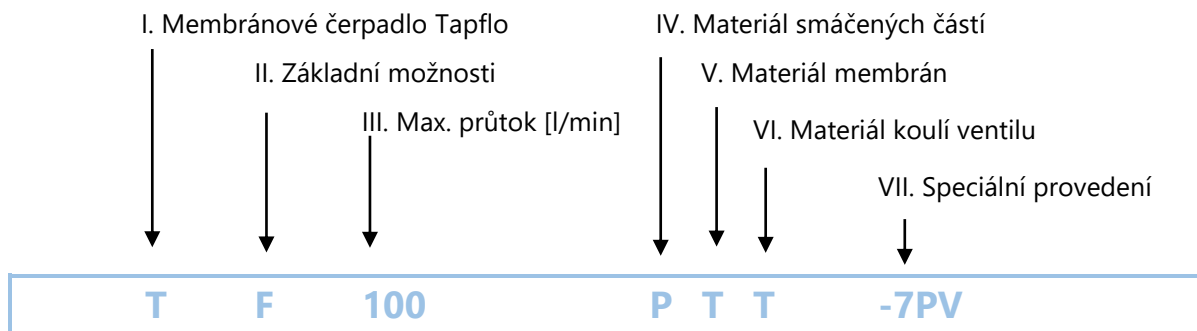 I. Membránové čerpadlo Tapflo
IV. Materiál smáčených částí
II. Základní možnosti
V. Materiál membrán
III. Max. průtok [l/min]
VI. Materiál koulí ventilu
VII. Speciální provedení
T F 100 P T T -7PV